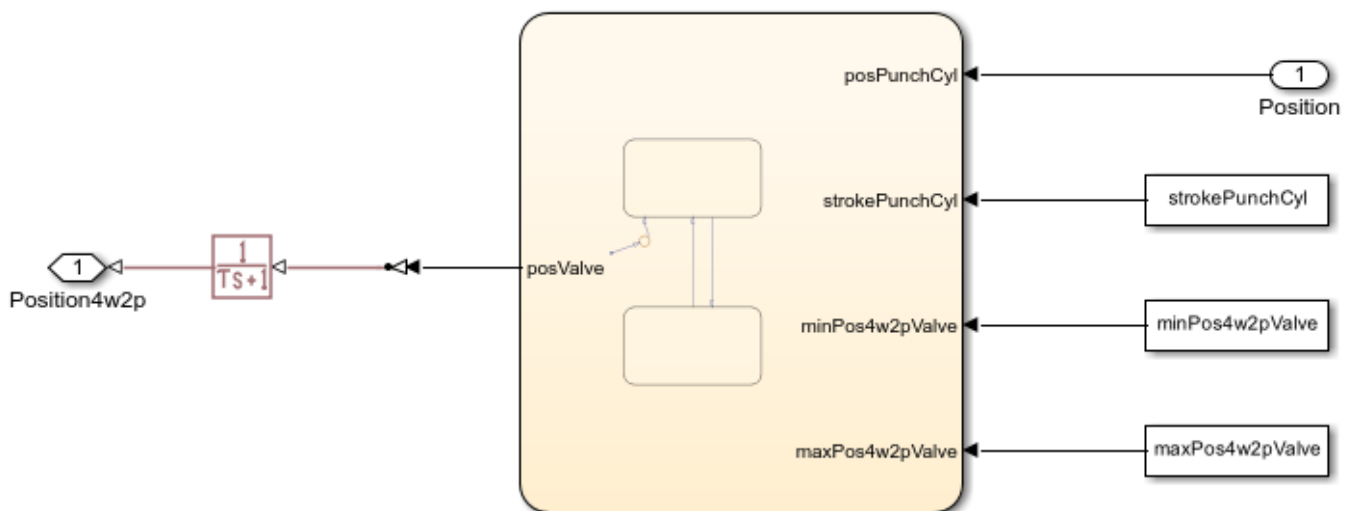 posPunchCyl
1
Position
strokePunchCyl
strokePunchCyl
1
Position4w2p
1
TS+1
posValve
minPos4w2pValve
minPos4w2pValve
maxPos4w2pValve
maxPos4w2pValve